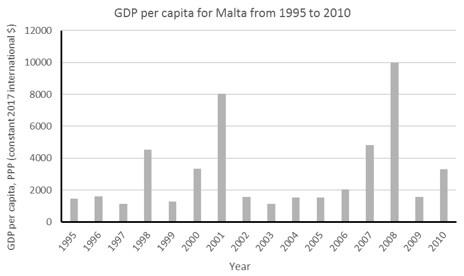 GDP per capita for Malta from 1995 to 2010
GDP per capita, PPP (constant 2017 international $)
12000
10000
8000
6000
4000
2000
0
1995 1996 1997 1998 1999 2000 2001 2002 2003 2004 2005 2006 2007 2008 2009 2010
Year